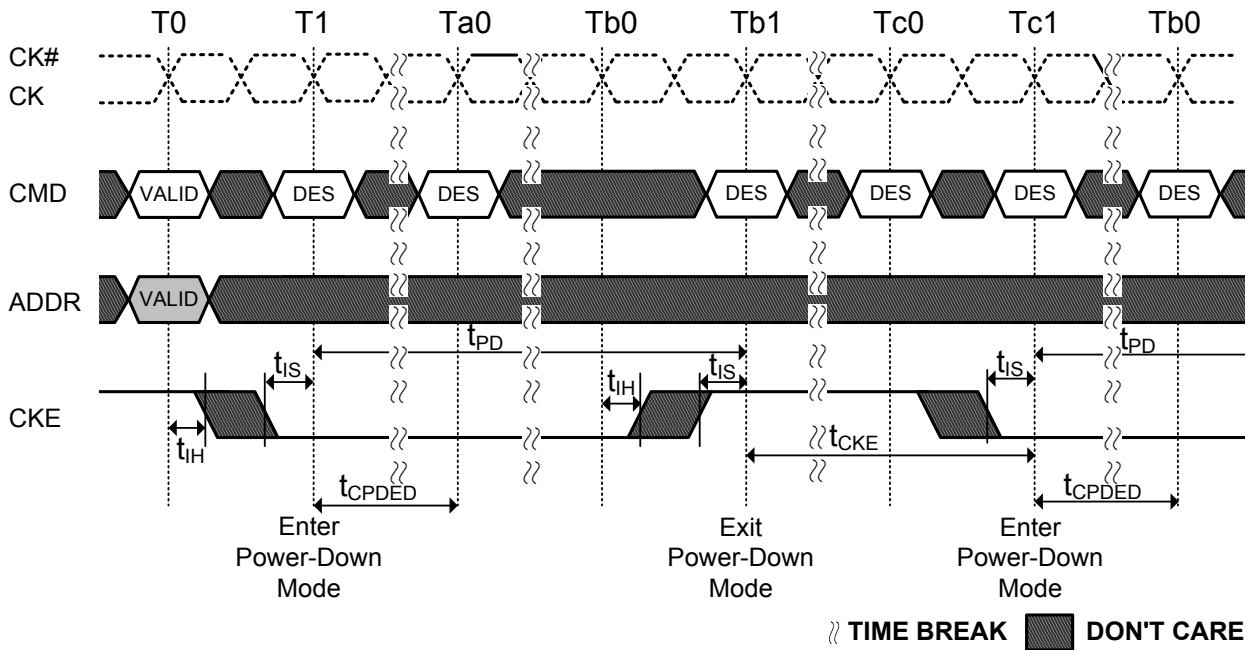 T0 T1 Ta0 Tb0 Tb1 Tc0 Tc1 Tb0
CK#
CK
CMD VALID DES DES DES DES DES DES
ADDR VALID
tPD tPD
tIS tIH tIS tIS
CKE
tIH tCKE
tCPDED tCPDED
Enter
Power-Down
Mode
Exit
Power-Down
Mode
Enter
Power-Down
Mode
TIME BREAK DON'T CARE